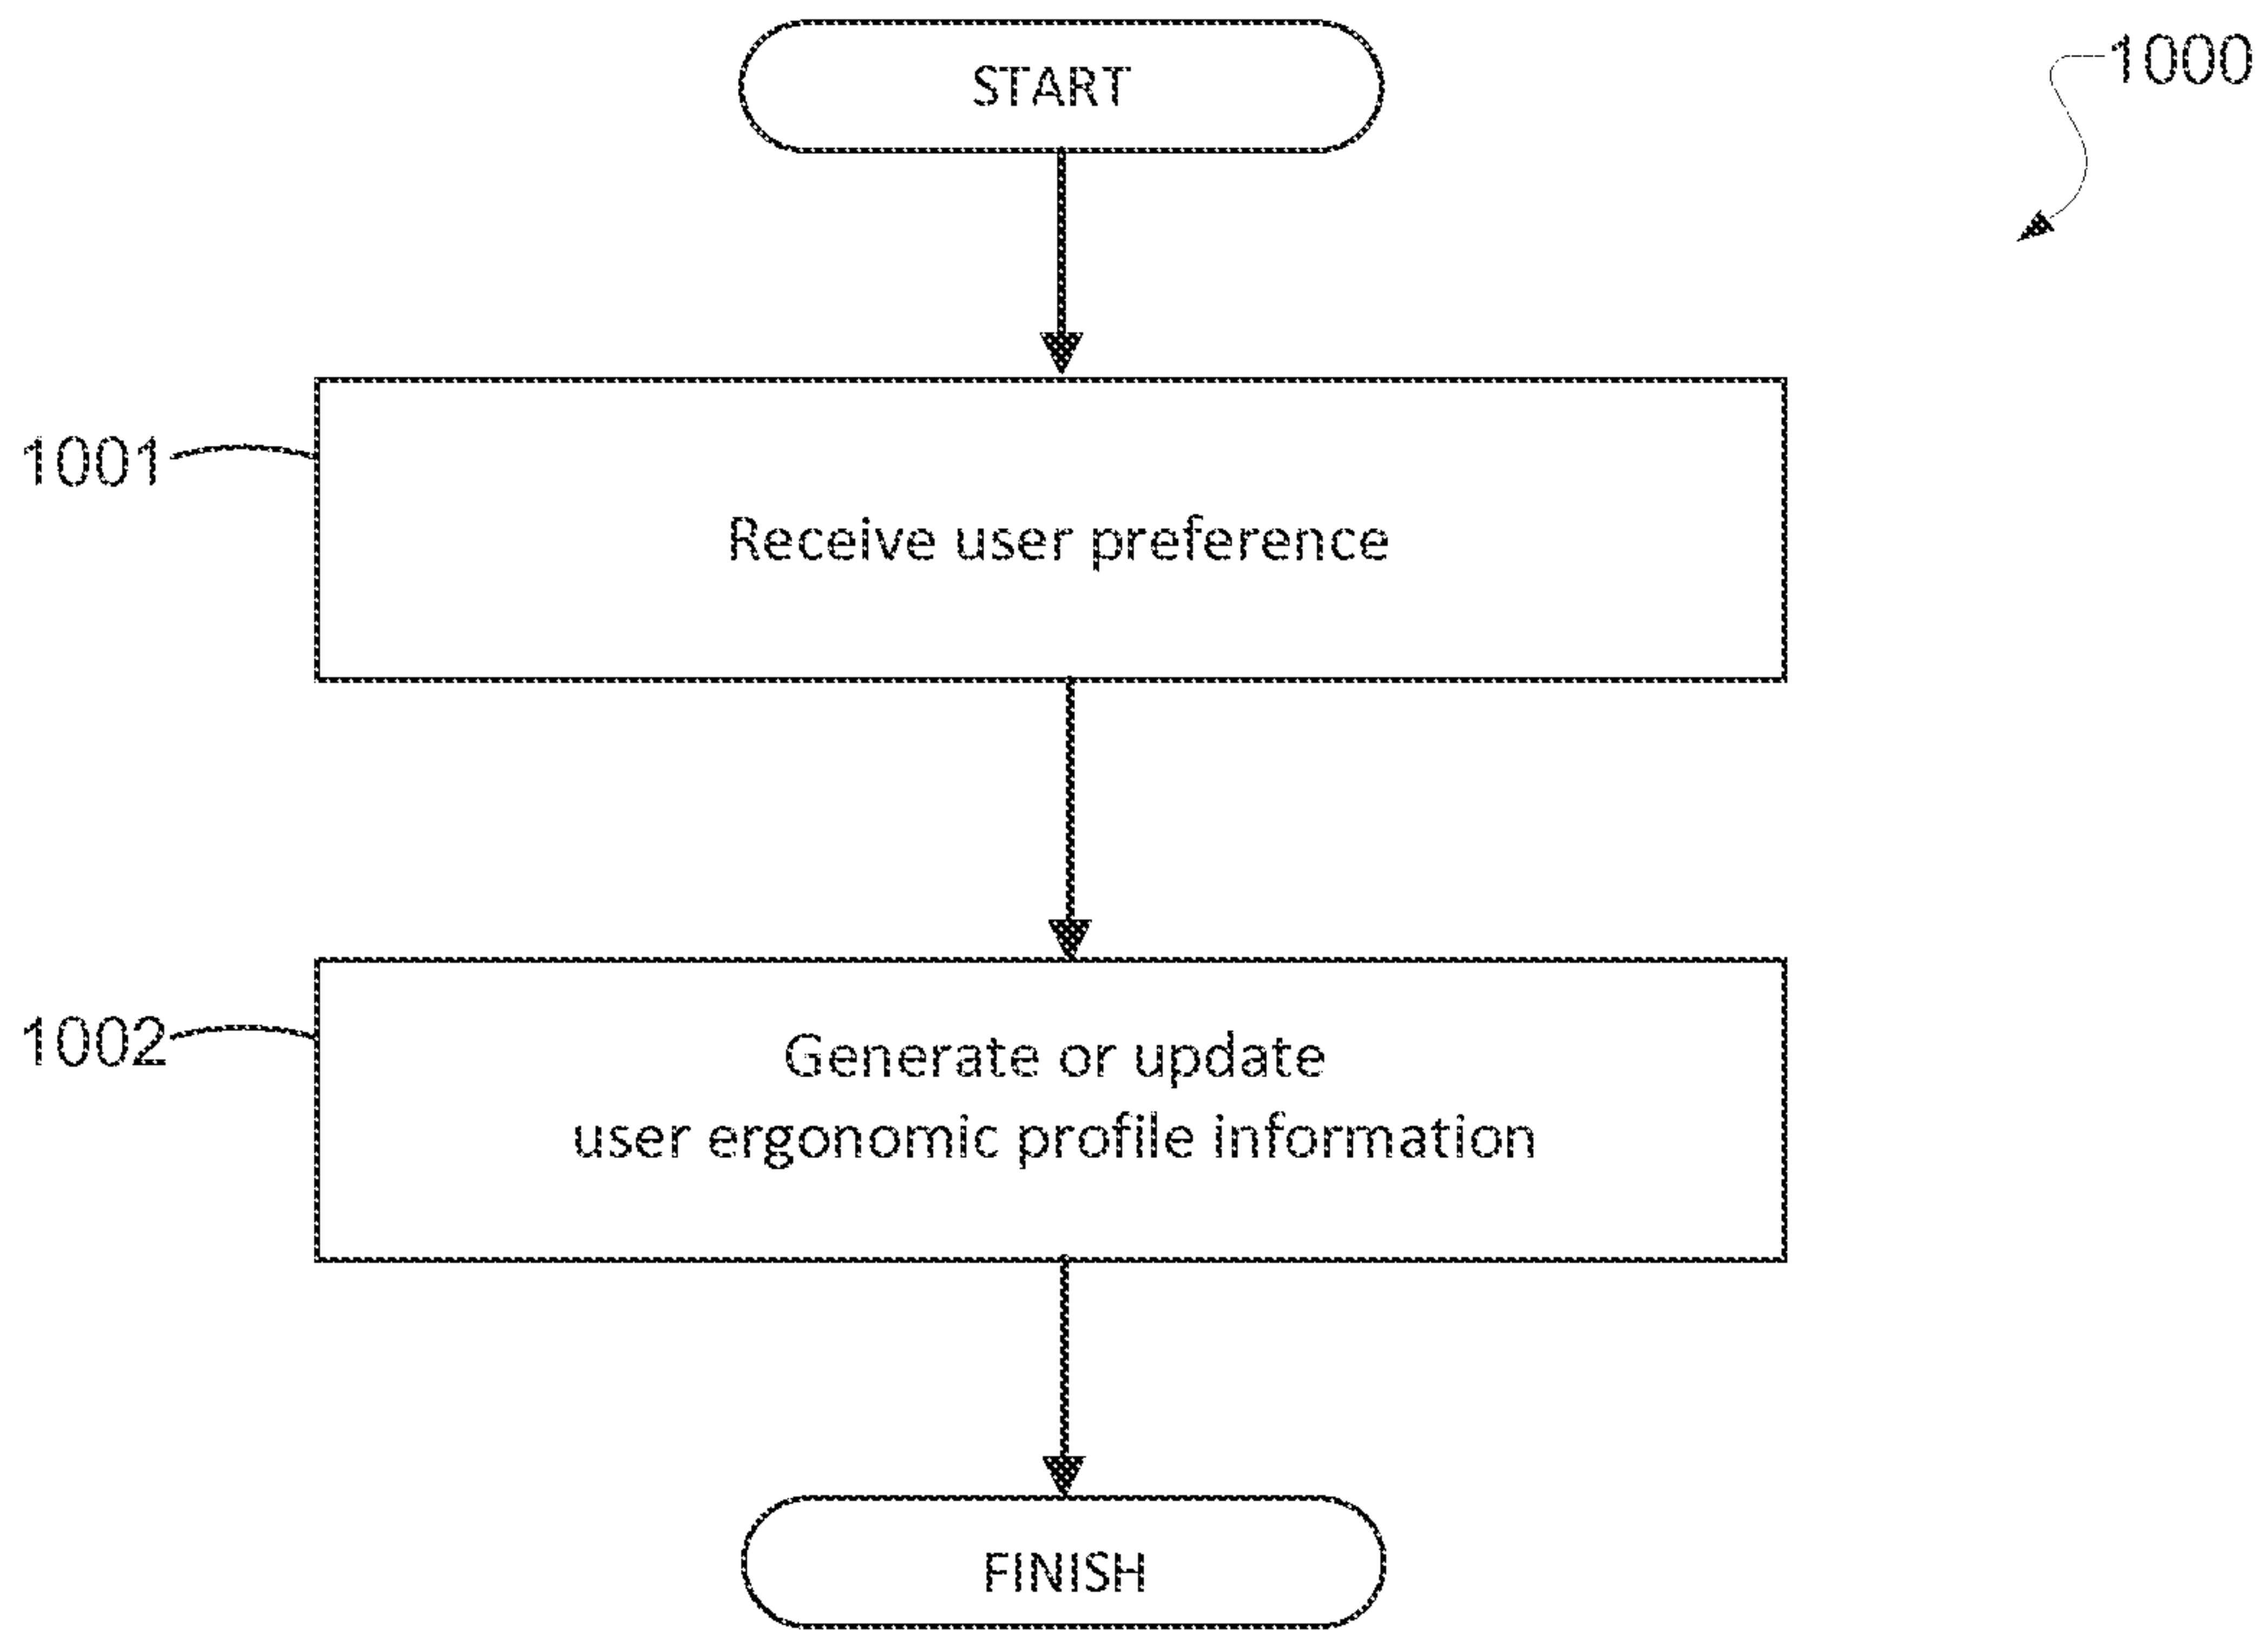 START
1000
1001
Receive user preference
1002
Generate or update
user ergonomic profile information
FINISH